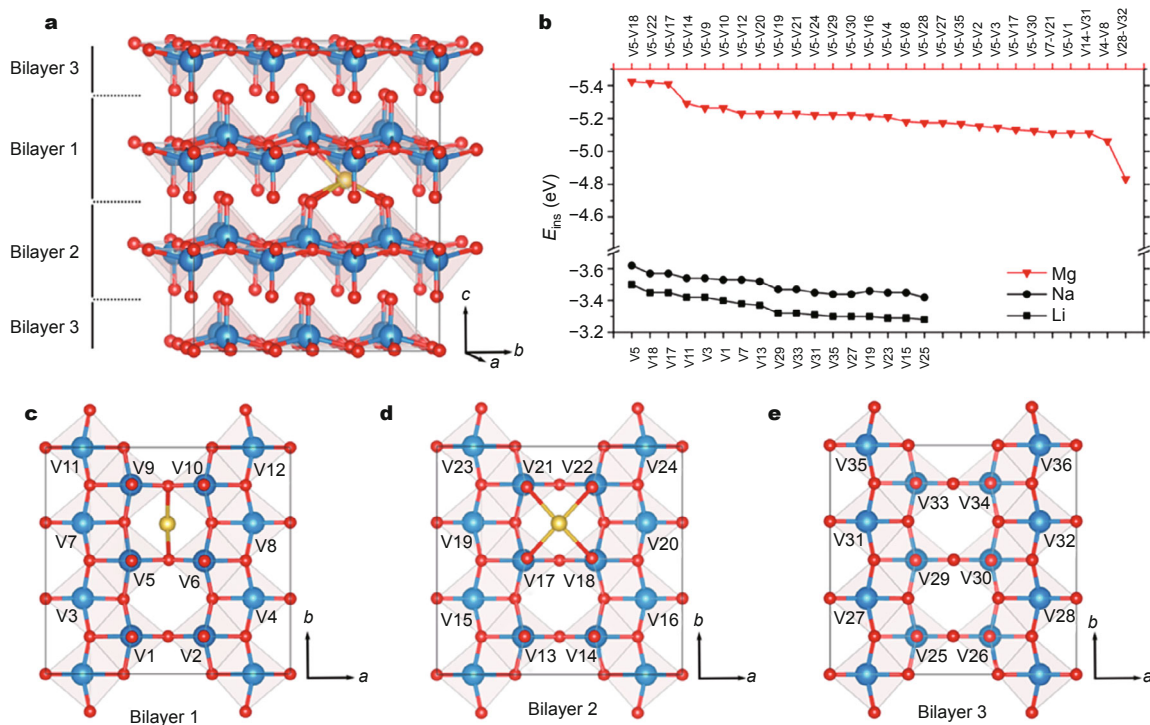 a
Bilayer 3
Bilayer 1
Bilayer 2
Bilayer 3
c
b
a
b
V5-V18
V5-V22
V5-V17
V5-V14
V5-V9
V5-V10
V5-V12
V5-V20
V5-V19
V5-V21
V5-V24
V5-V29
V5-V30
V5-V16
V5-V4
V5-V8
V5-V28
V5-V27
V5-V35
V5-V2
V5-V3
V5-V17
V5-V30
V7-V21
V5-V1
V14-V31
V4-V8
V28-V32
−5.4
−5.2
−5.0
−4.8
−3.6
−3.4
−3.2
E ins (eV)
Mg
Na
Li
V5
V18
V17
V11
V3
V1
V7
V13
V29
V33
V31
V35
V27
V19
V23
V15
V25
c
V11 V9 V10 V12
V7 V8
V5 V6
V3 V4
V1 V2
b
a
Bilayer 1
d
V23 V21 V22 V24
V19 V20
V17 V18
V15 V16
V13 V14
b
a
Bilayer 2
e
V35 V36
V33 V34
V31 V32
V29 V30
V27 V28
V25 V26
b
a
Bilayer 3